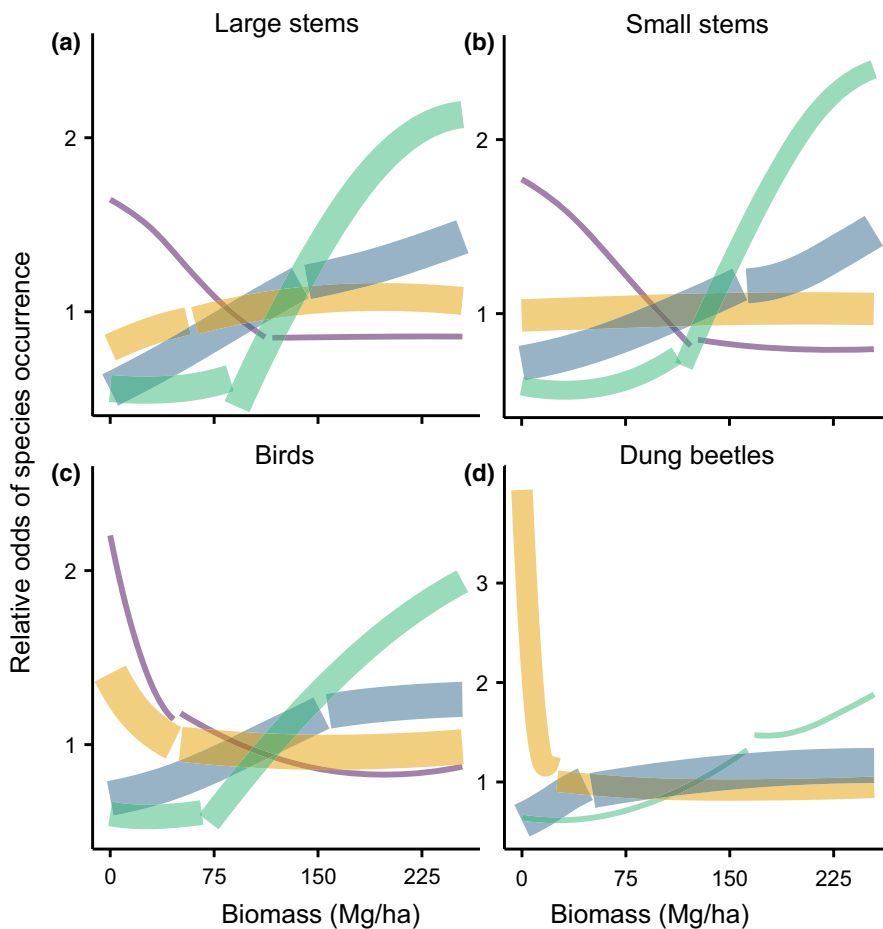 (a) Large stems
(b) Small stems
2
1
2
1
Relative odds of species occurrence
(c) Birds
(d) Dung beetles
2
1
3
2
1
0 75 150 225
0 75 150 225
Biomass (Mg/ha)
Biomass (Mg/ha)